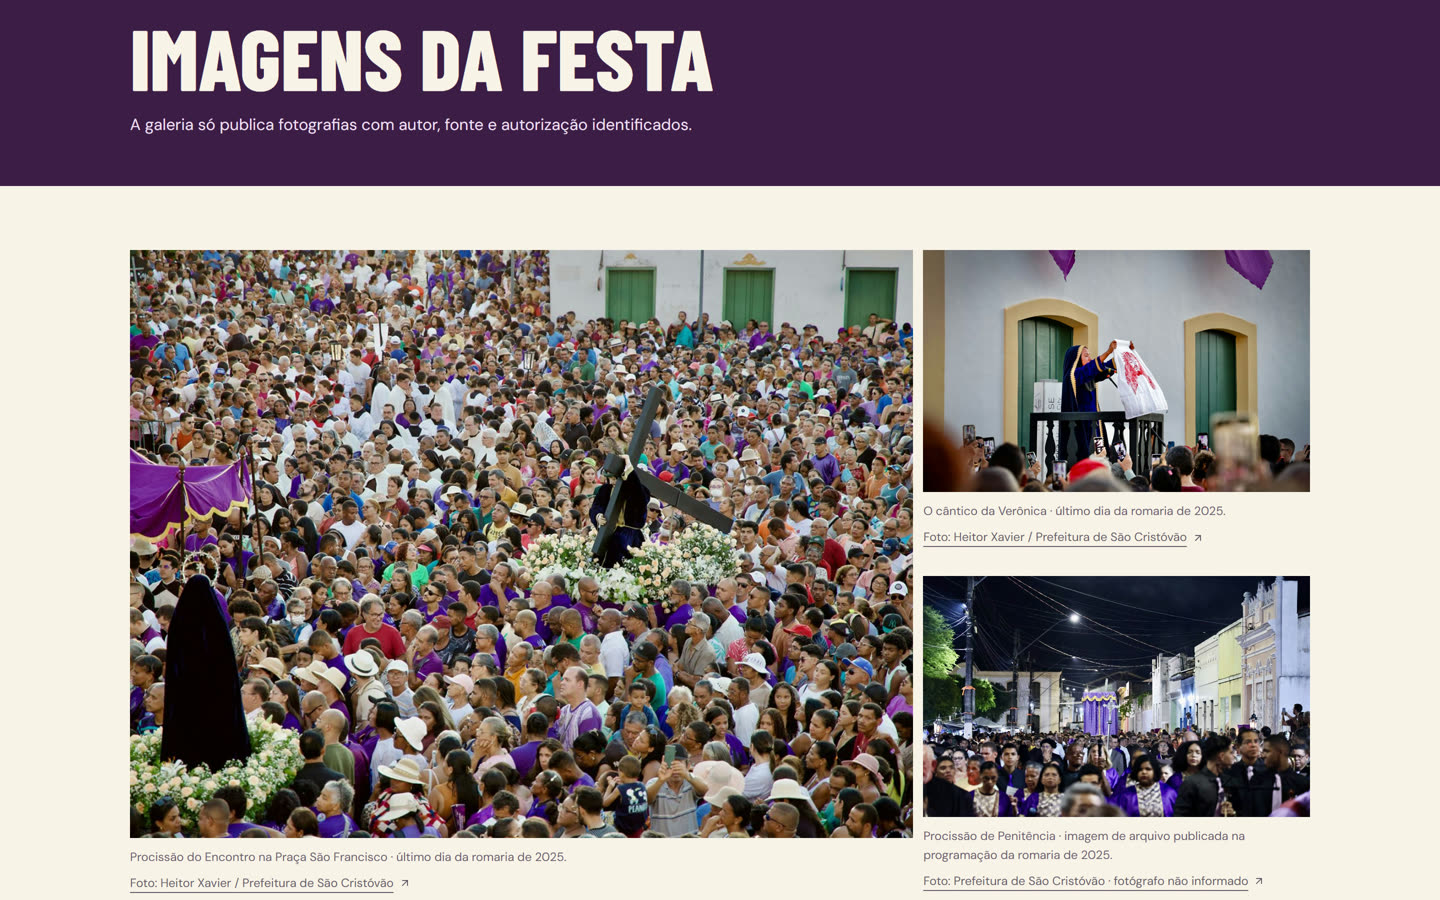 IMAGENS DA FESTA
A galeria só publica fotografias com autor, fonte e autorização identificados.
Procissão do Encontro na Praça São Francisco · último dia da romaria de 2025.
Foto: Heitor Xavier / Prefeitura de São Cristóvão ↗
O cântico da Verônica · último dia da romaria de 2025.
Foto: Heitor Xavier / Prefeitura de São Cristóvão ↗
Procissão de Penitência · imagem de arquivo publicada na
programação da romaria de 2025.
Foto: Prefeitura de São Cristóvão · fotógrafo não informado ↗